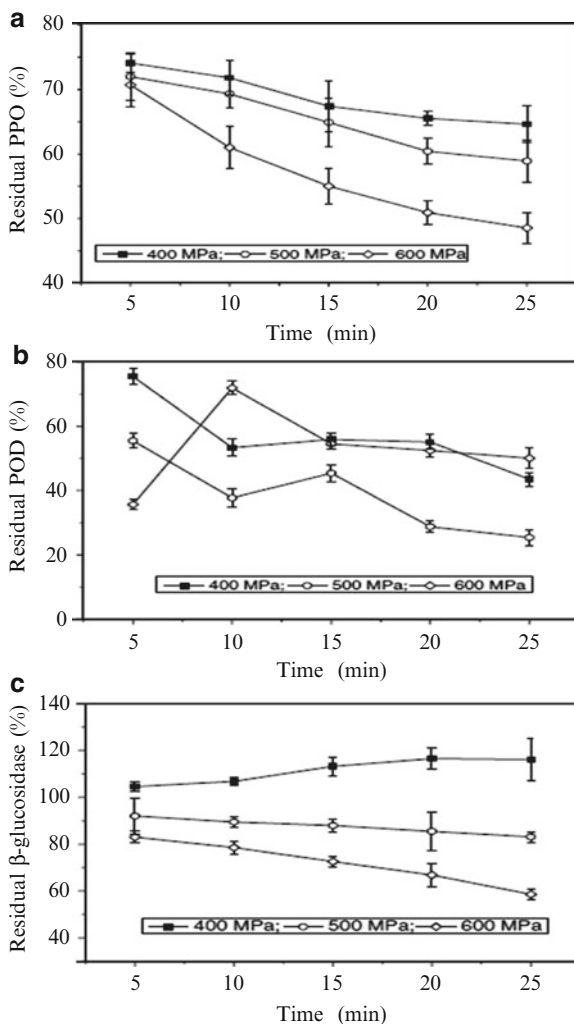 a
80
70
60
50
40
Residual PPO (%)
400 MPa; 500 MPa; 600 MPa
5 10 15 20 25
Time (min)
b
80
60
40
20
0
Residual POD (%)
400 MPa; 500 MPa; 600 MPa
5 10 15 20 25
Time (min)
c
140
120
100
80
60
40
Residual β-glucosidase (%)
400 MPa; 500 MPa; 600 MPa
5 10 15 20 25
Time (min)